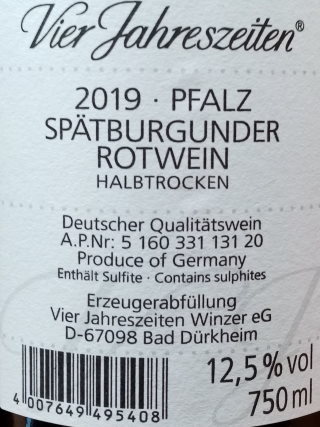 Vier Jahreszeiten®
2019 · PFALZ
SPÄTBURGUNDER
ROTWEIN
HALBTROCKEN
Deutscher Qualitätswein
A.P.Nr: 5 160 331 131 20
Produce of Germany
Enthält Sulfite · Contains sulphites
Erzeugerabfüllung
Vier Jahreszeiten Winzer eG
D-67098 Bad Dürkheim
12,5 % vol
750 ml
4 007649 495408